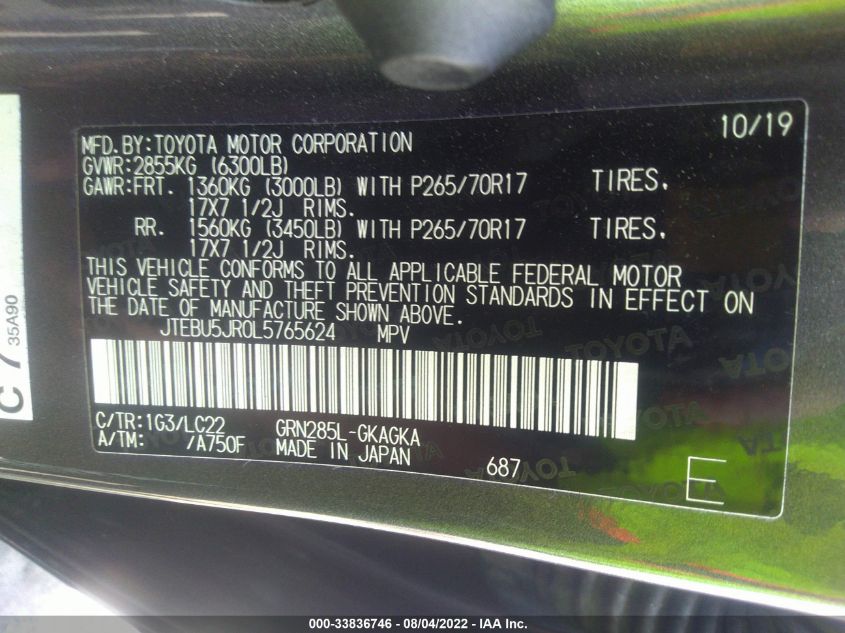 10/19
MFD.BY:TOYOTA MOTOR CORPORATION
GVWR:2855KG (6300LB)
GAWR:FRT. 1360KG (3000LB) WITH P265/70R17 TIRES,
17X7 1/2J RIMS.
RR. 1560KG (3450LB) WITH P265/70R17 TIRES,
17X7 1/2J RIMS.
THIS VEHICLE CONFORMS TO ALL APPLICABLE FEDERAL MOTOR
VEHICLE SAFETY AND THEFT PREVENTION STANDARDS IN EFFECT ON
THE DATE OF MANUFACTURE SHOWN ABOVE.
JTEBU5JR0L5765624 MPV
C/TR:1G3/LC22 GRN285L-GKAGKA
A/TM: /A750F MADE IN JAPAN
687
E
35A90
TOYOTA
000-33836746 - 08/04/2022 - IAA Inc.